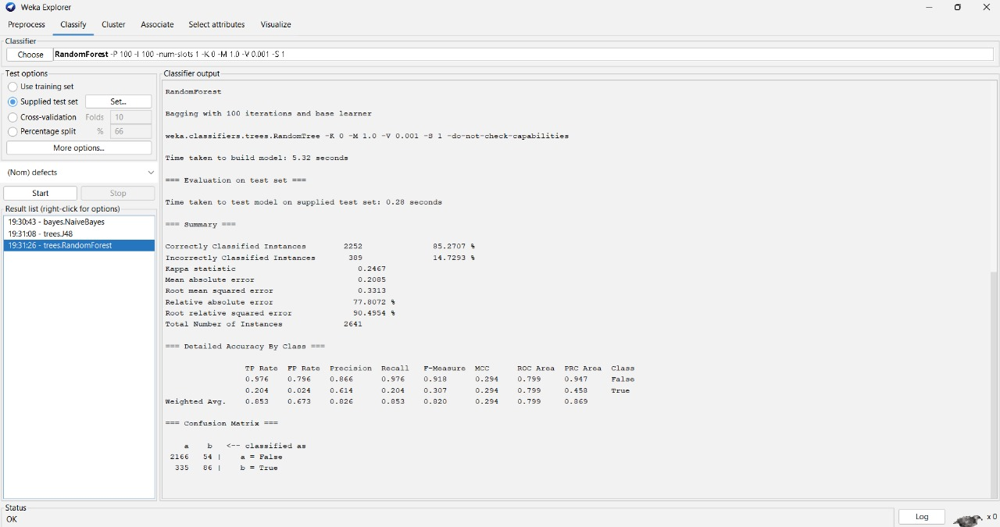 Weka Explorer
Preprocess Classify Cluster Associate Select attributes Visualize
Classifier
Choose RandomForest -P 100 -I 100 -num-slots 1 -K 0 -M 1.0 -V 0.001 -S 1
Test options
Use training set
Supplied test set Set...
Cross-validation Folds 10
Percentage split % 66
More options...
(Nom) defects
Start Stop
Result list (right-click for options)
19:30:43 - bayes.NaiveBayes
19:31:08 - trees.J48
19:31:26 - trees.RandomForest
Classifier output
RandomForest
Bagging with 100 iterations and base learner
weka.classifiers.trees.RandomTree -K 0 -M 1.0 -V 0.001 -S 1 -do-not-check-capabilities
Time taken to build model: 5.32 seconds
=== Evaluation on test set ===
Time taken to test model on supplied test set: 0.28 seconds
=== Summary ===
Correctly Classified Instances 2252 85.2707 %
Incorrectly Classified Instances 389 14.7293 %
Kappa statistic 0.2467
Mean absolute error 0.2085
Root mean squared error 0.3313
Relative absolute error 77.8072 %
Root relative squared error 90.4954 %
Total Number of Instances 2641
=== Detailed Accuracy By Class ===
TP Rate FP Rate Precision Recall F-Measure MCC ROC Area PRC Area Class
0.976 0.796 0.866 0.976 0.918 0.294 0.799 0.947 False
0.204 0.024 0.614 0.204 0.307 0.294 0.799 0.458 True
Weighted Avg. 0.853 0.673 0.826 0.853 0.820 0.294 0.799 0.869
=== Confusion Matrix ===
a b <-- classified as
2166 54 | a = False
335 86 | b = True
Status
OK
Log
x 0